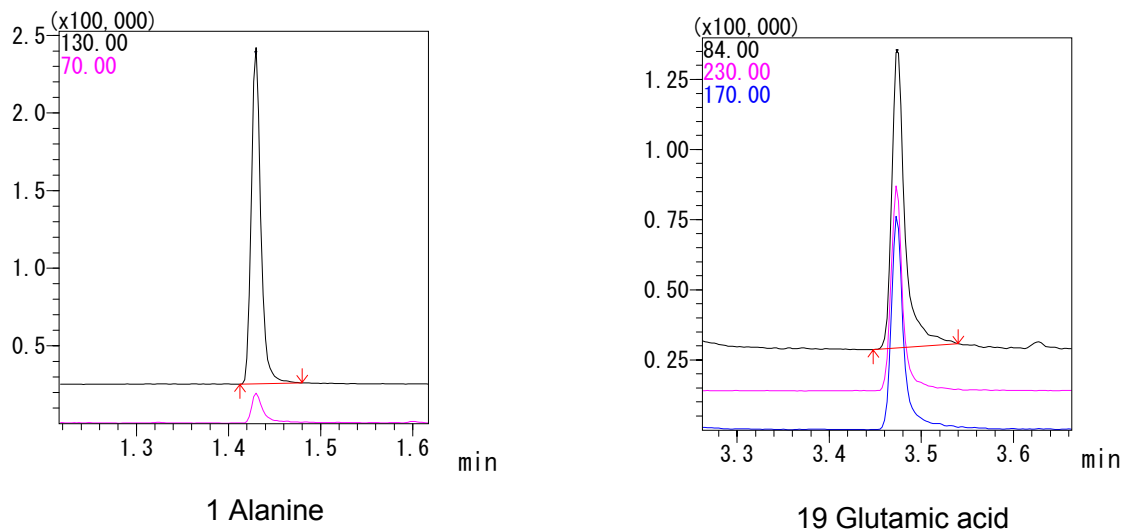 (x100,000)
2.5
130.00
70.00
2.0
1.5
1.0
0.5
1.3 1.4 1.5 1.6
min
1 Alanine
(x100,000)
84.00
1.25
230.00
170.00
1.00
0.75
0.50
0.25
3.3 3.4 3.5 3.6
min
19 Glutamic acid